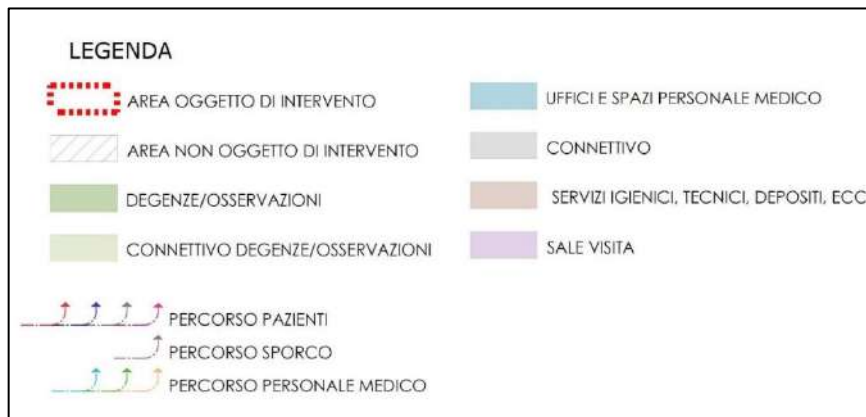 LEGENDA
AREA OGGETTO DI INTERVENTO
AREA NON OGGETTO DI INTERVENTO
DEGENZE/OSSERVAZIONI
CONNETTIVO DEGENZE/OSSERVAZIONI
UFFICI E SPAZI PERSONALE MEDICO
CONNETTIVO
SERVIZI IGIENICI, TECNICI, DEPOSITI, ECC
SALE VISITA
PERCORSO PAZIENTI
PERCORSO SPORCO
PERCORSO PERSONALE MEDICO